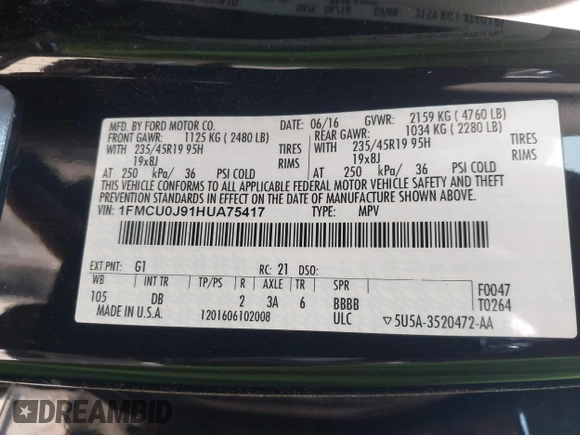 MFD. BY FORD MOTOR CO.   DATE: 06/16   GVWR: 2159 KG ( 4760 LB)
FRONT GAWR: 1125 KG ( 2480 LB)   REAR GAWR: 1034 KG ( 2280 LB)
WITH 235/45R19 95H TIRES   WITH 235/45R19 95H TIRES
19x8J RIMS   19x8J RIMS
AT 250 kPa/ 36 PSI COLD   AT 250 kPa/ 36 PSI COLD
THIS VEHICLE CONFORMS TO ALL APPLICABLE FEDERAL MOTOR VEHICLE SAFETY AND THEFT
PREVENTION STANDARDS IN EFFECT ON THE DATE OF MANUFACTURE SHOWN ABOVE.
VIN: 1FMCU0J91HUA75417   TYPE: MPV
EXT PNT: G1   RC: 21 DSO:
WB   INT TR   TP/PS   R   AXLE   TR   SPR   F0047
105   DB   2   3A   6   BBBB   T0264
MADE IN U.S.A.   1201606102008   ULC   ▽5U5A-3520472-AA
DREAMBID